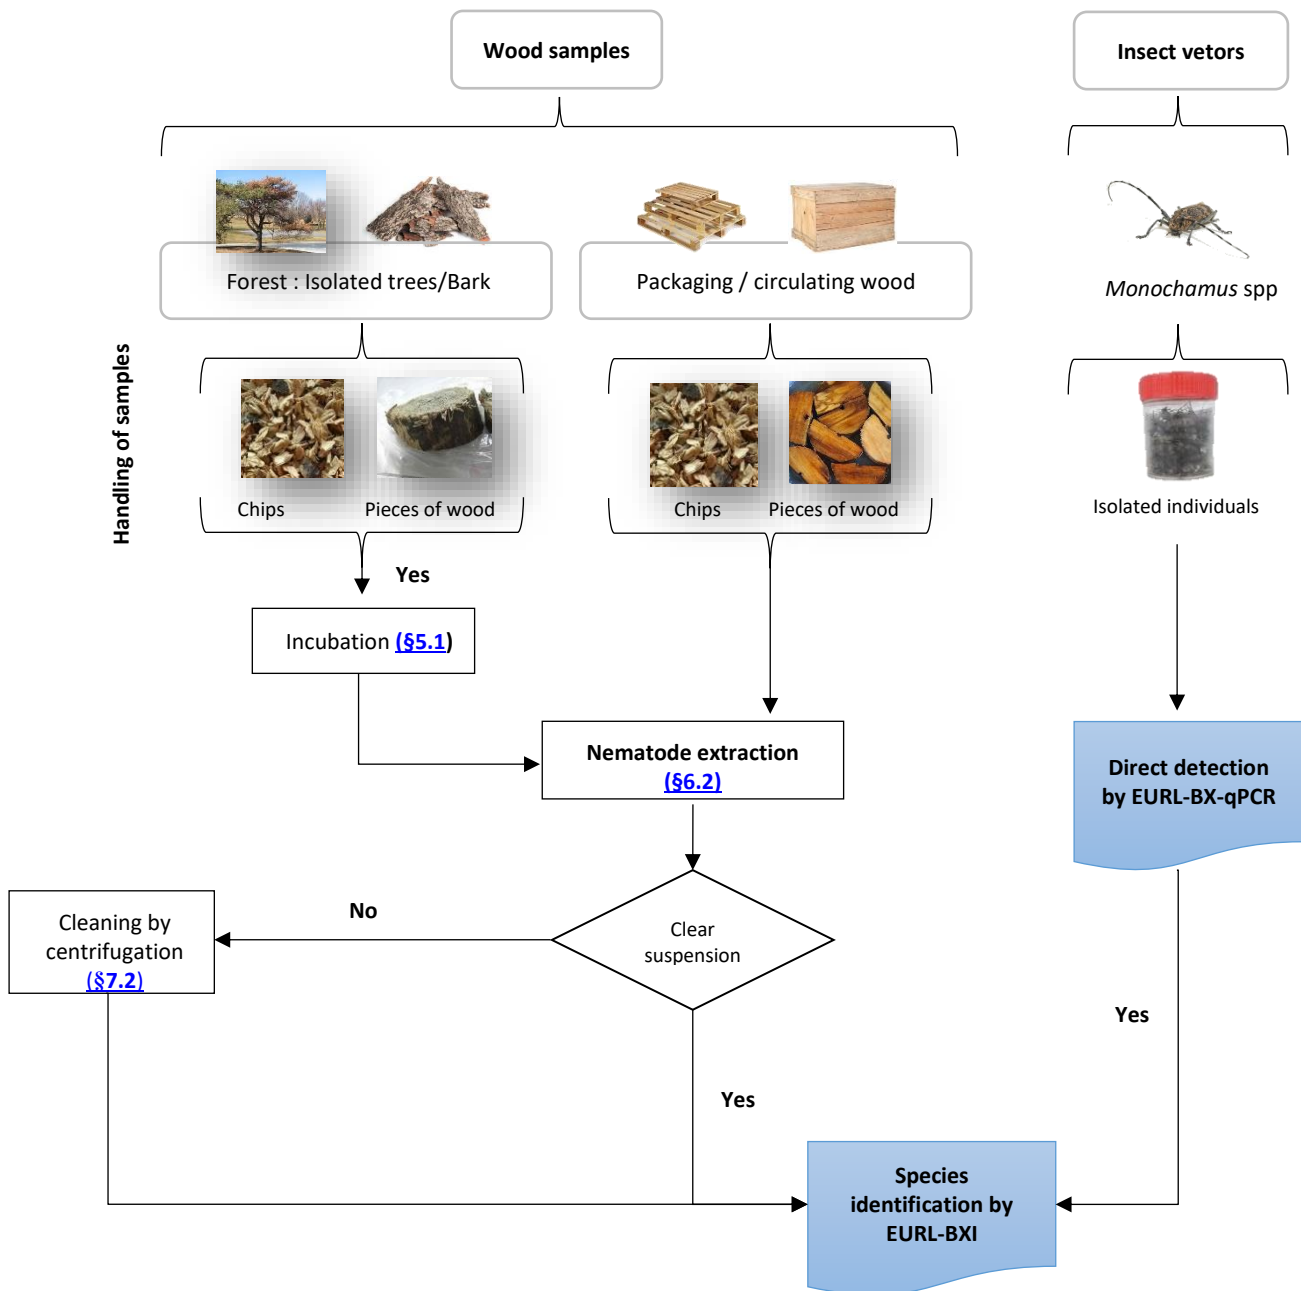 Wood samples
Insect vetors
Forest : Isolated trees/Bark
Packaging / circulating wood
Monochamus spp
Handling of samples
Chips
Pieces of wood
Chips
Pieces of wood
Isolated individuals
Yes
Incubation (§5.1)
Nematode extraction
(§6.2)
Direct detection
by EURL-BX-qPCR
No
Clear
suspension
Cleaning by
centrifugation
(§7.2)
Yes
Yes
Species
identification by
EURL-BXI